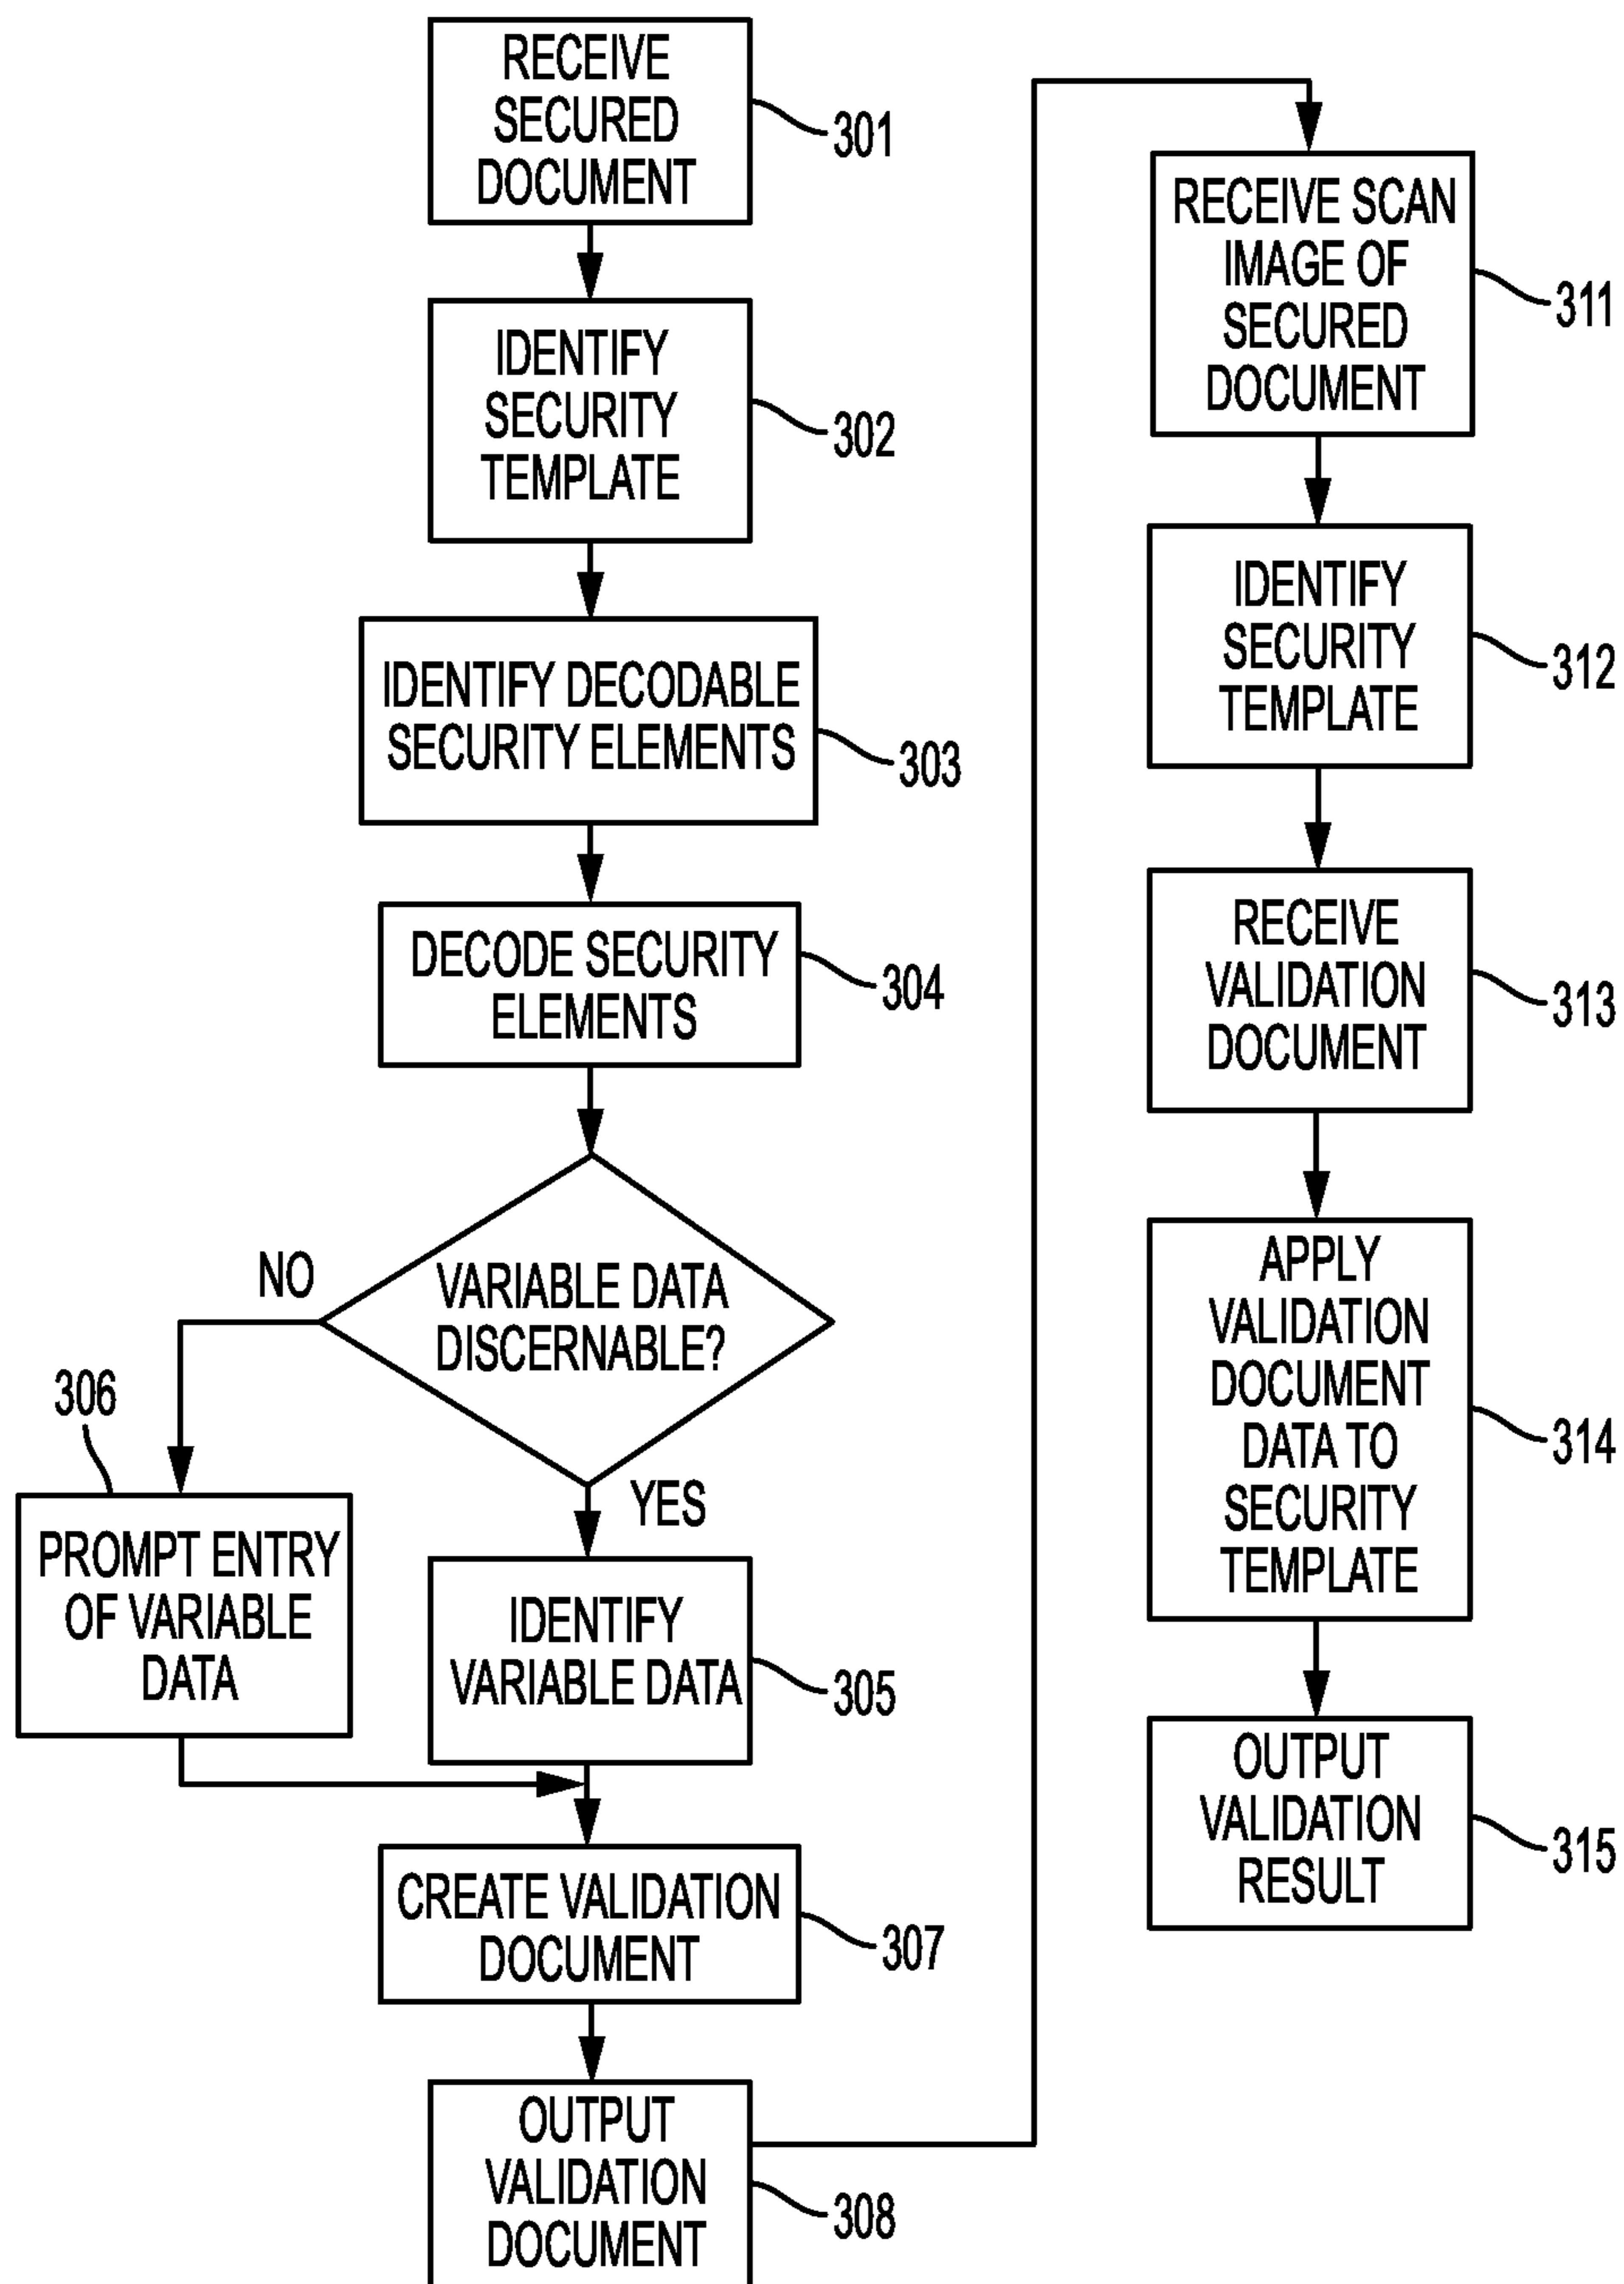 RECEIVE
SECURED
DOCUMENT
301
IDENTIFY
SECURITY
TEMPLATE
302
IDENTIFY DECODABLE
SECURITY ELEMENTS
303
DECODE SECURITY
ELEMENTS
304
VARIABLE DATA
DISCERNABLE?
NO
YES
306
PROMPT ENTRY
OF VARIABLE
DATA
IDENTIFY
VARIABLE DATA
305
CREATE VALIDATION
DOCUMENT
307
OUTPUT
VALIDATION
DOCUMENT
308
RECEIVE SCAN
IMAGE OF
SECURED
DOCUMENT
311
IDENTIFY
SECURITY
TEMPLATE
312
RECEIVE
VALIDATION
DOCUMENT
313
APPLY
VALIDATION
DOCUMENT
DATA TO
SECURITY
TEMPLATE
314
OUTPUT
VALIDATION
RESULT
315